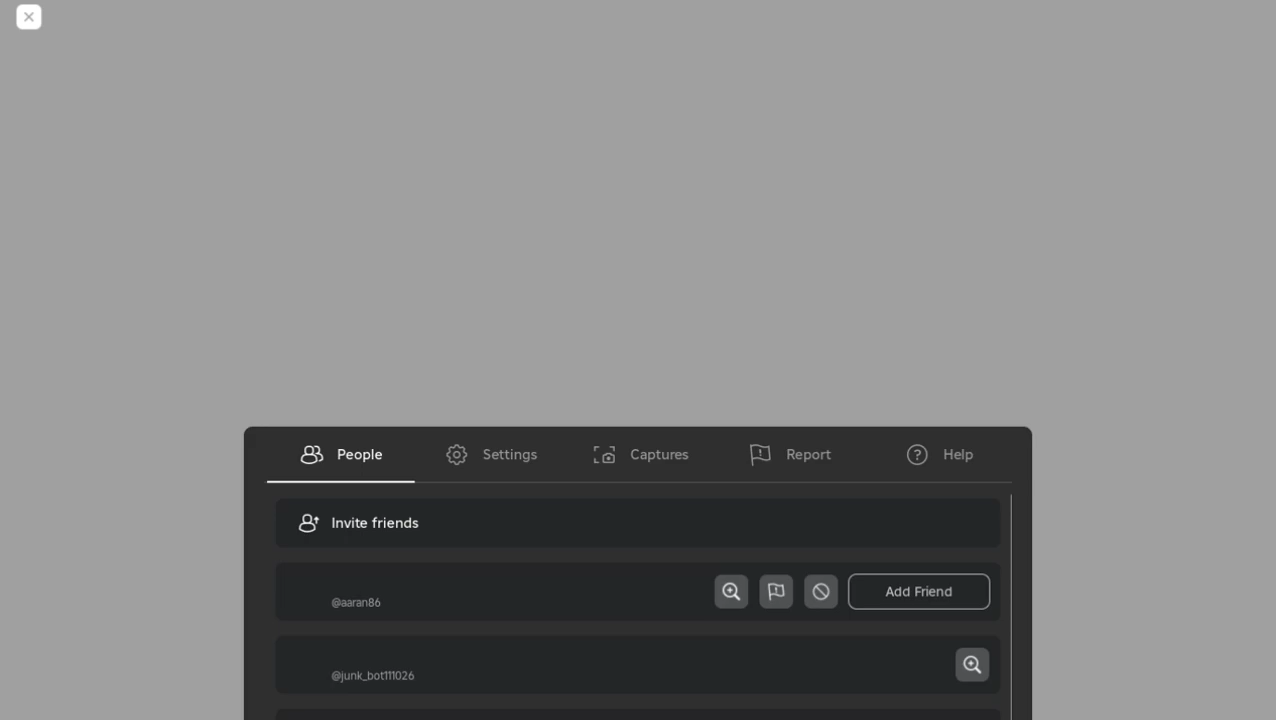 People
Settings
Captures
Report
Help
Invite friends
@aaran86
Add Friend
@junk_bot111026